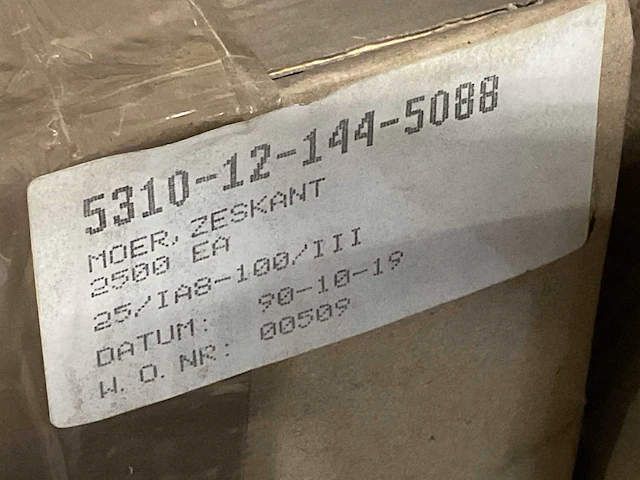 5310-12-144-5088
MOER, ZESKANT
2500 EA
25/IA8-100/III
DATUM: 90-10-19
W.O.NR: 00509